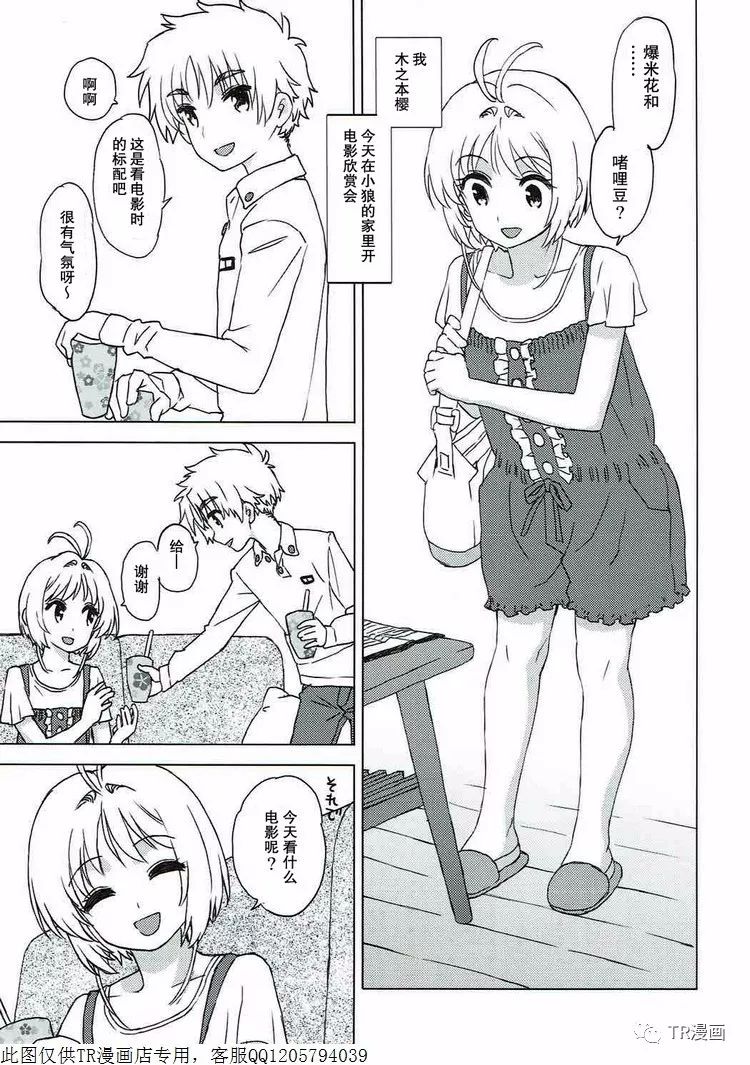 爆米花和
……
啫哩豆？
我
木之本樱
今天在小狼的家里开
电影欣赏会
啊
啊
这是看电影时
的标配吧
很有气氛呀～
给—
谢谢
それで
今天看什么
电影呢？
TR漫画
此图仅供TR漫画店专用，客服QQ1205794039